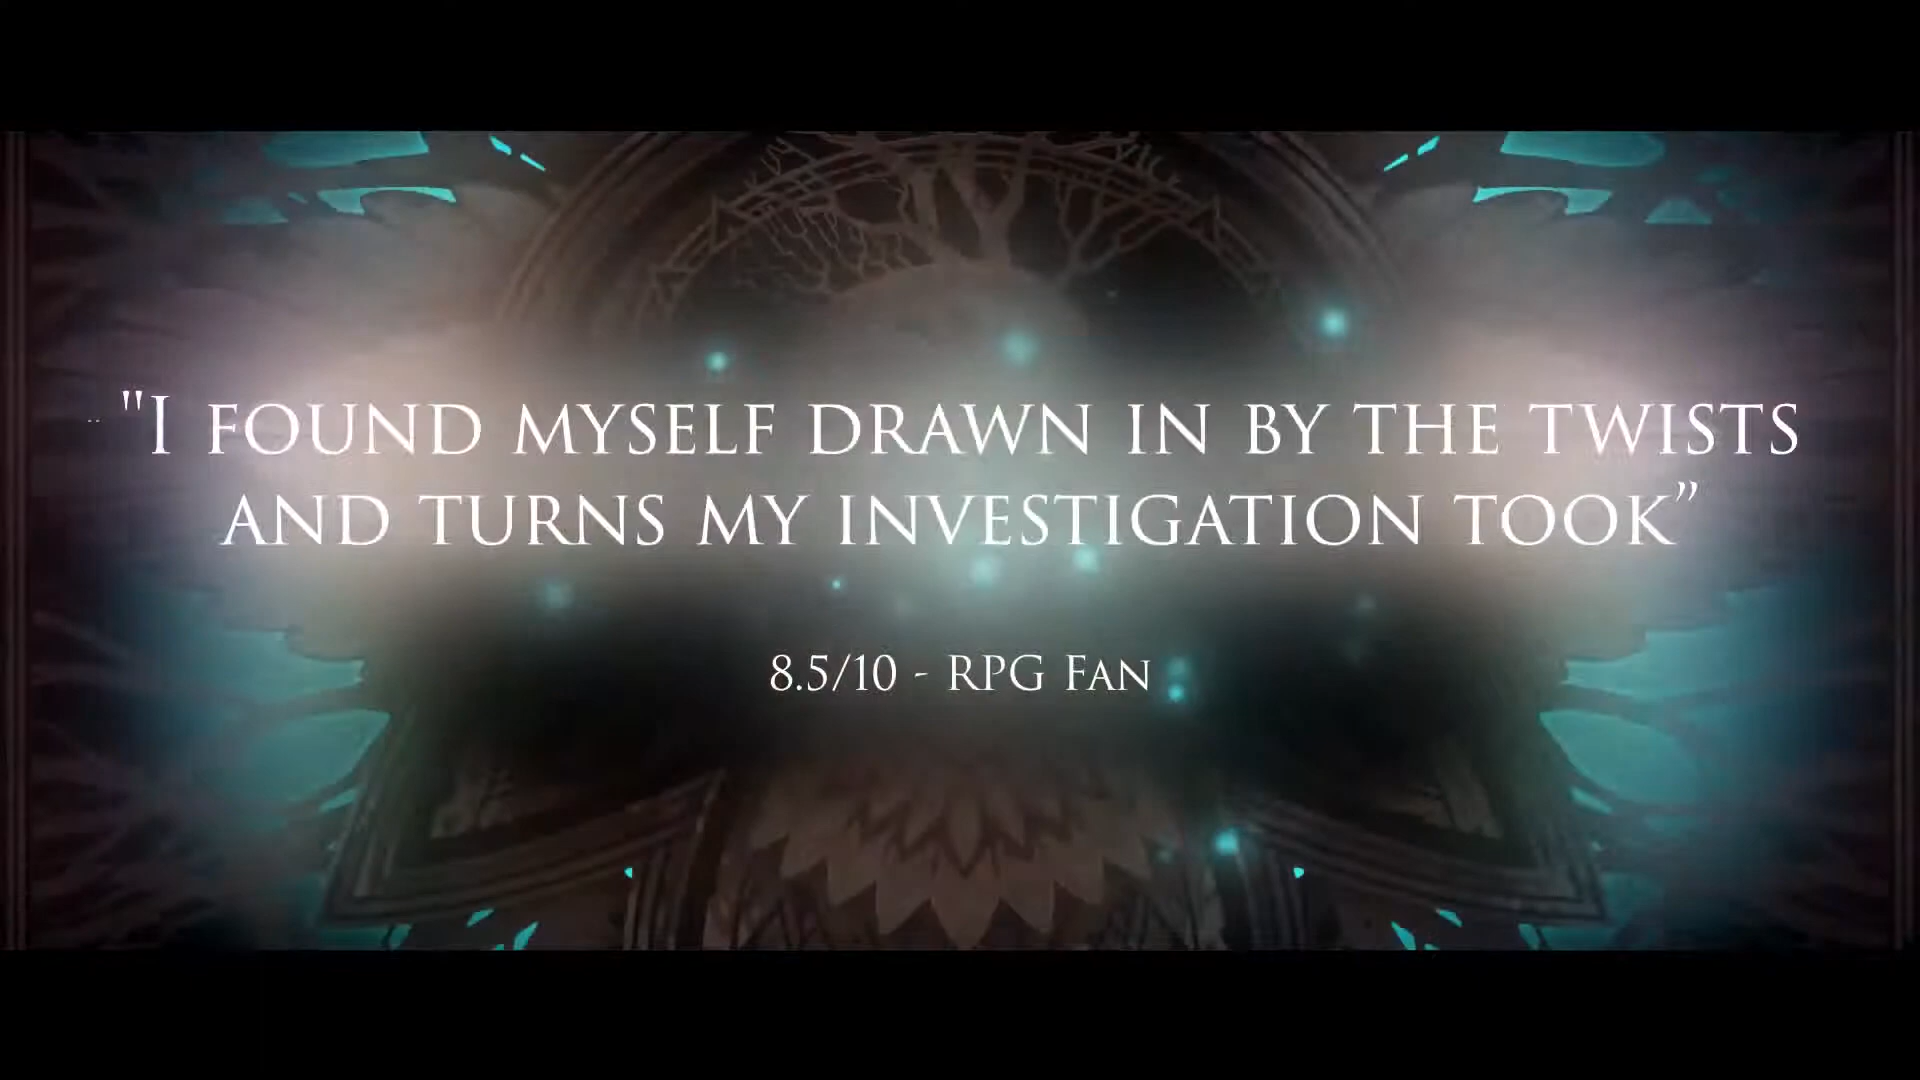 "I FOUND MYSELF DRAWN IN BY THE TWISTS
AND TURNS MY INVESTIGATION TOOK”
8.5/10 - RPG FAN